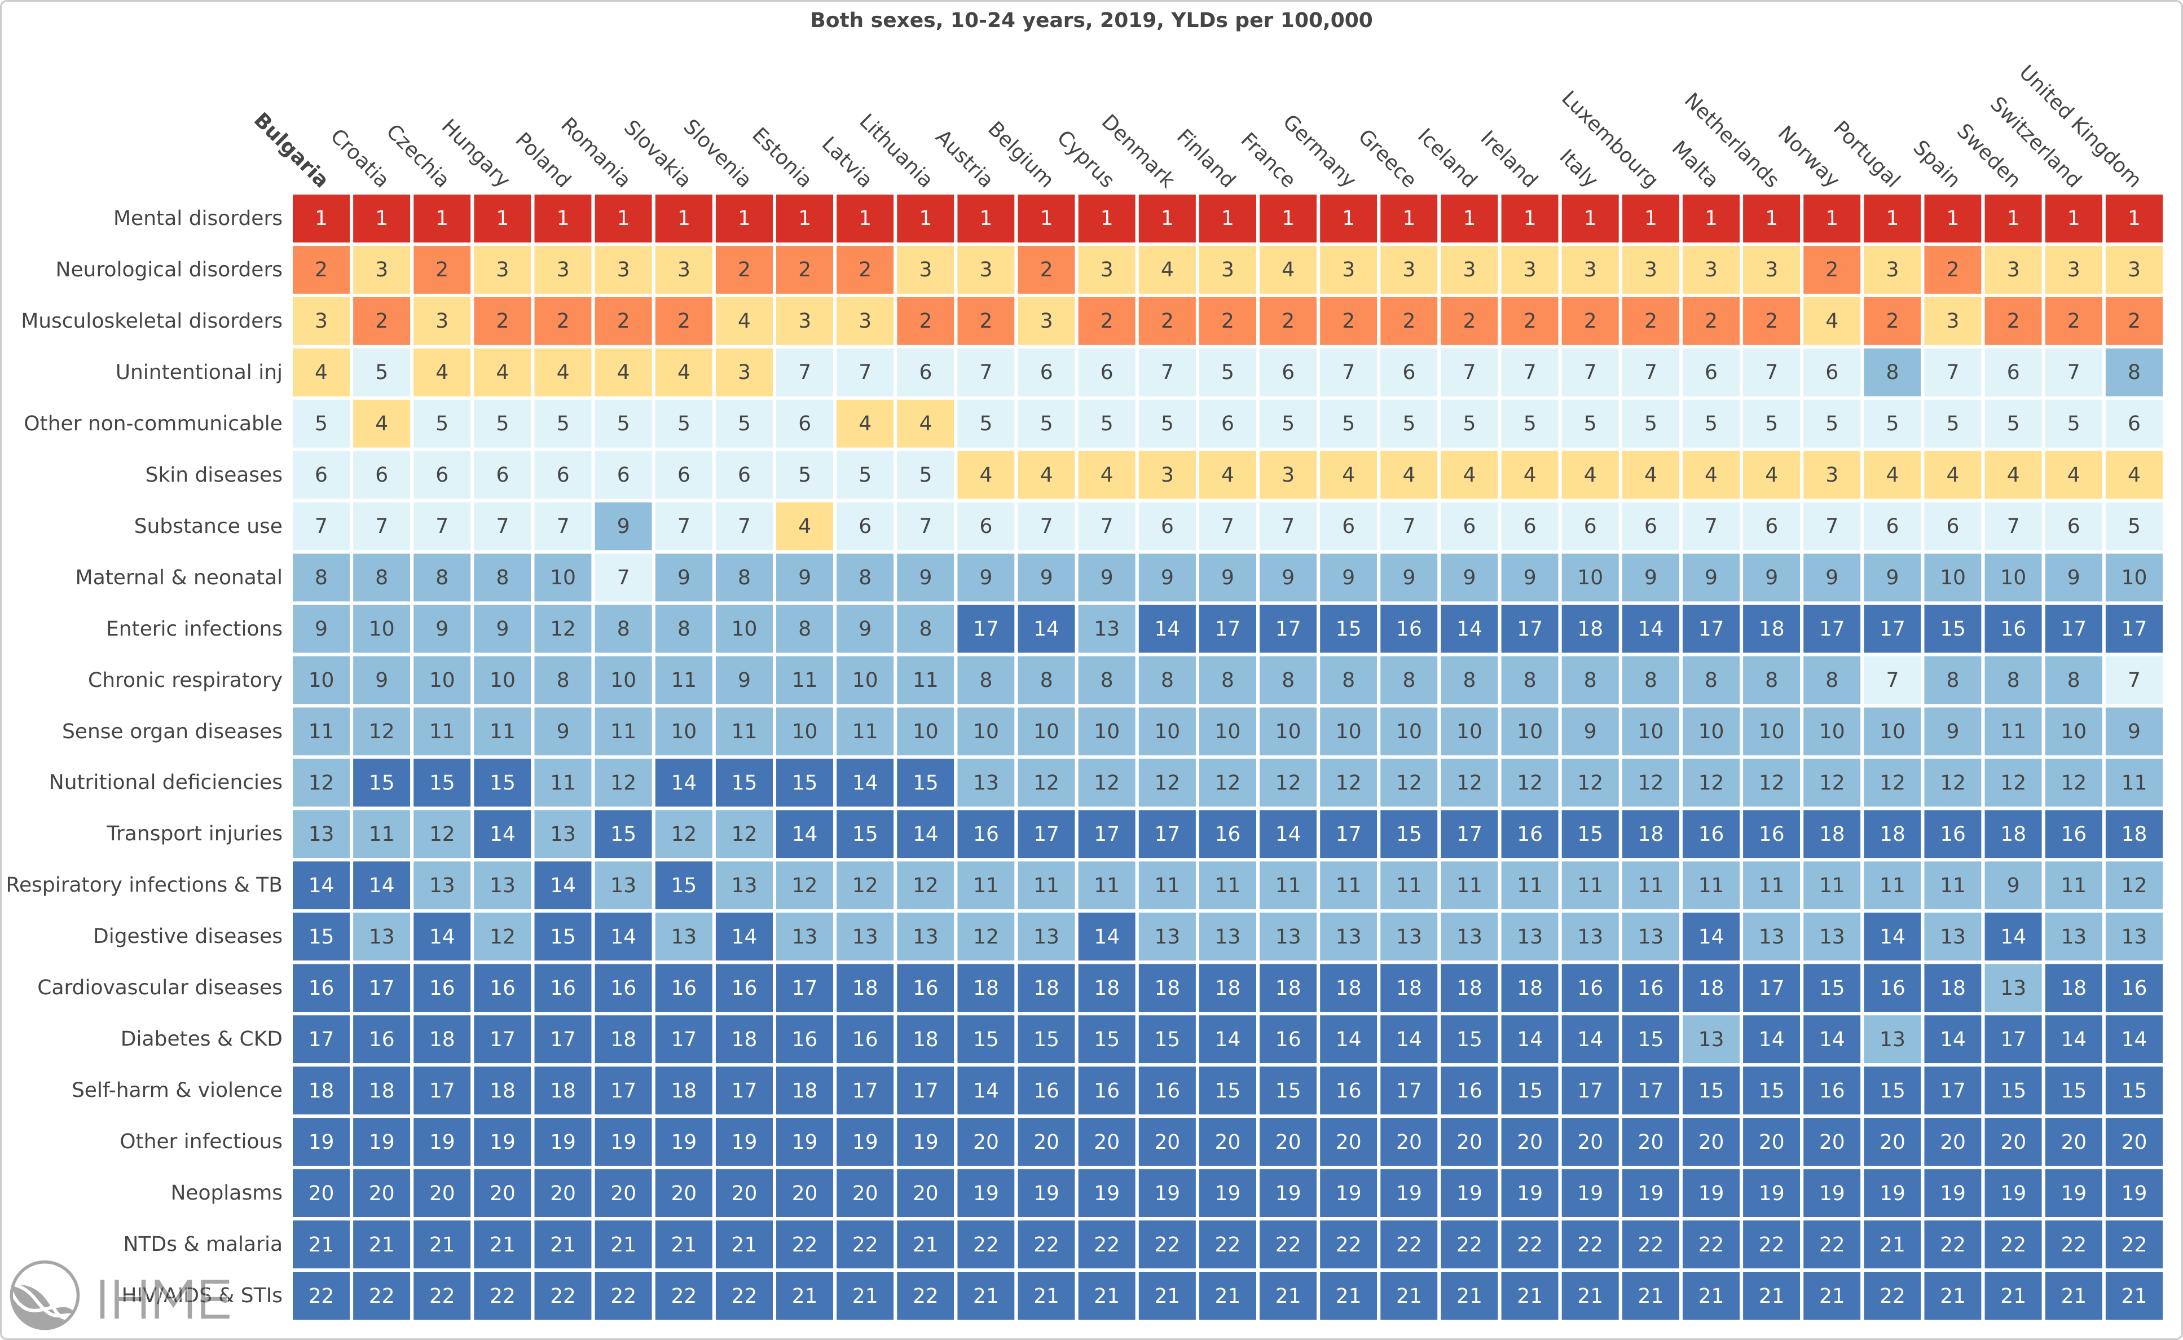 Both sexes, 10-24 years, 2019, YLDs per 100,000
Bulgaria Croatia Czechia Hungary Poland Romania Slovakia Slovenia Estonia Latvia Lithuania Austria Belgium Cyprus Denmark Finland France Germany Greece Iceland Ireland Italy Luxembourg Malta Netherlands Norway Portugal Spain Sweden Switzerland United Kingdom
Mental disorders 1 1 1 1 1 1 1 1 1 1 1 1 1 1 1 1 1 1 1 1 1 1 1 1 1 1 1 1 1 1 1
Neurological disorders 2 3 2 3 3 3 3 2 2 2 3 3 2 3 4 3 4 3 3 3 3 3 3 3 3 2 3 2 3 3 3
Musculoskeletal disorders 3 2 3 2 2 2 2 4 3 3 2 2 3 2 2 2 2 2 2 2 2 2 2 2 2 4 2 3 2 2 2
Unintentional inj 4 5 4 4 4 4 4 3 7 7 6 7 6 6 7 5 6 7 6 7 7 7 7 6 7 6 8 7 6 7 8
Other non-communicable 5 4 5 5 5 5 5 5 6 4 4 5 5 5 5 6 5 5 5 5 5 5 5 5 5 5 5 5 5 5 6
Skin diseases 6 6 6 6 6 6 6 6 5 5 5 4 4 4 3 4 3 4 4 4 4 4 4 4 4 3 4 4 4 4 4
Substance use 7 7 7 7 7 9 7 7 4 6 7 6 7 7 6 7 7 6 7 6 6 6 6 7 6 7 6 6 7 6 5
Maternal & neonatal 8 8 8 8 10 7 9 8 9 8 9 9 9 9 9 9 9 9 9 9 9 10 9 9 9 9 9 10 10 9 10
Enteric infections 9 10 9 9 12 8 8 10 8 9 8 17 14 13 14 17 17 15 16 14 17 18 14 17 18 17 17 15 16 17 17
Chronic respiratory 10 9 10 10 8 10 11 9 11 10 11 8 8 8 8 8 8 8 8 8 8 8 8 8 8 8 7 8 8 8 7
Sense organ diseases 11 12 11 11 9 11 10 11 10 11 10 10 10 10 10 10 10 10 10 10 10 9 10 10 10 10 10 9 11 10 9
Nutritional deficiencies 12 15 15 15 11 12 14 15 15 14 15 13 12 12 12 12 12 12 12 12 12 12 12 12 12 12 12 12 12 12 11
Transport injuries 13 11 12 14 13 15 12 12 14 15 14 16 17 17 17 16 14 17 15 17 16 15 18 16 16 18 18 16 18 16 18
Respiratory infections & TB 14 14 13 13 14 13 15 13 12 12 12 11 11 11 11 11 11 11 11 11 11 11 11 11 11 11 11 11 9 11 12
Digestive diseases 15 13 14 12 15 14 13 14 13 13 13 12 13 14 13 13 13 13 13 13 13 13 13 14 13 13 14 13 14 13 13
Cardiovascular diseases 16 17 16 16 16 16 16 16 17 18 16 18 18 18 18 18 18 18 18 18 18 16 16 18 17 15 16 18 13 18 16
Diabetes & CKD 17 16 18 17 17 18 17 18 16 16 18 15 15 15 15 14 16 14 14 15 14 14 15 13 14 14 13 14 17 14 14
Self-harm & violence 18 18 17 18 18 17 18 17 18 17 17 14 16 16 16 15 15 16 17 16 15 17 17 15 15 16 15 17 15 15 15
Other infectious 19 19 19 19 19 19 19 19 19 19 19 20 20 20 20 20 20 20 20 20 20 20 20 20 20 20 20 20 20 20 20
Neoplasms 20 20 20 20 20 20 20 20 20 20 20 19 19 19 19 19 19 19 19 19 19 19 19 19 19 19 19 19 19 19 19
NTDs & malaria 21 21 21 21 21 21 21 21 22 22 21 22 22 22 22 22 22 22 22 22 22 22 22 22 22 22 21 22 22 22 22
HIV/AIDS & STIs 22 22 22 22 22 22 22 22 21 21 22 21 21 21 21 21 21 21 21 21 21 21 21 21 21 21 22 21 21 21 21
IHME